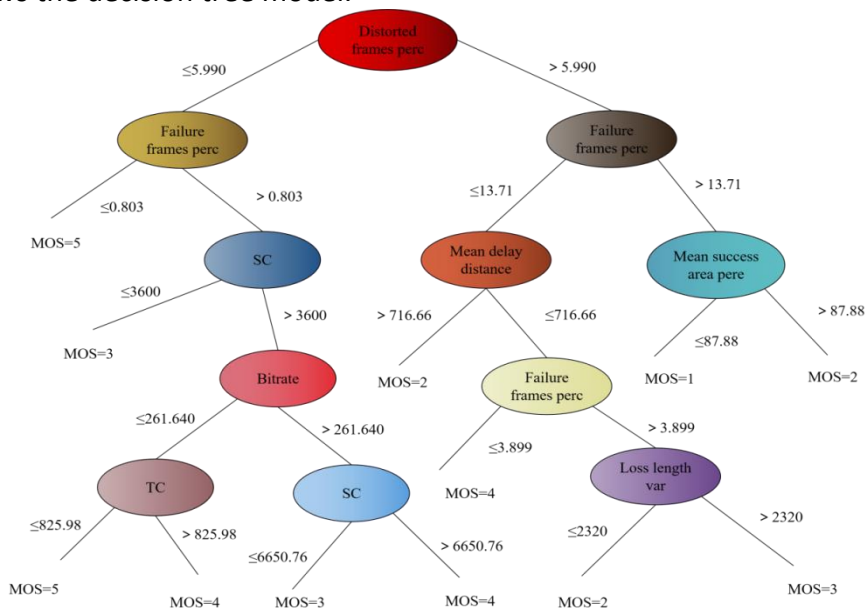 Distorted
frames perc
≤5.990
> 5.990
Failure
frames perc
Failure
frames perc
≤0.803
> 0.803
≤13.71
> 13.71
MOS=5
SC
Mean delay
distance
Mean success
area pere
≤3600
> 3600
> 716.66
≤716.66
≤87.88
> 87.88
MOS=3
Bitrate
MOS=2
Failure
frames perc
MOS=1
MOS=2
≤261.640
> 261.640
≤3.899
> 3.899
TC
SC
MOS=4
Loss length
var
≤825.98
> 825.98
≤6650.76
> 6650.76
≤2320
> 2320
MOS=5
MOS=4
MOS=3
MOS=4
MOS=2
MOS=3